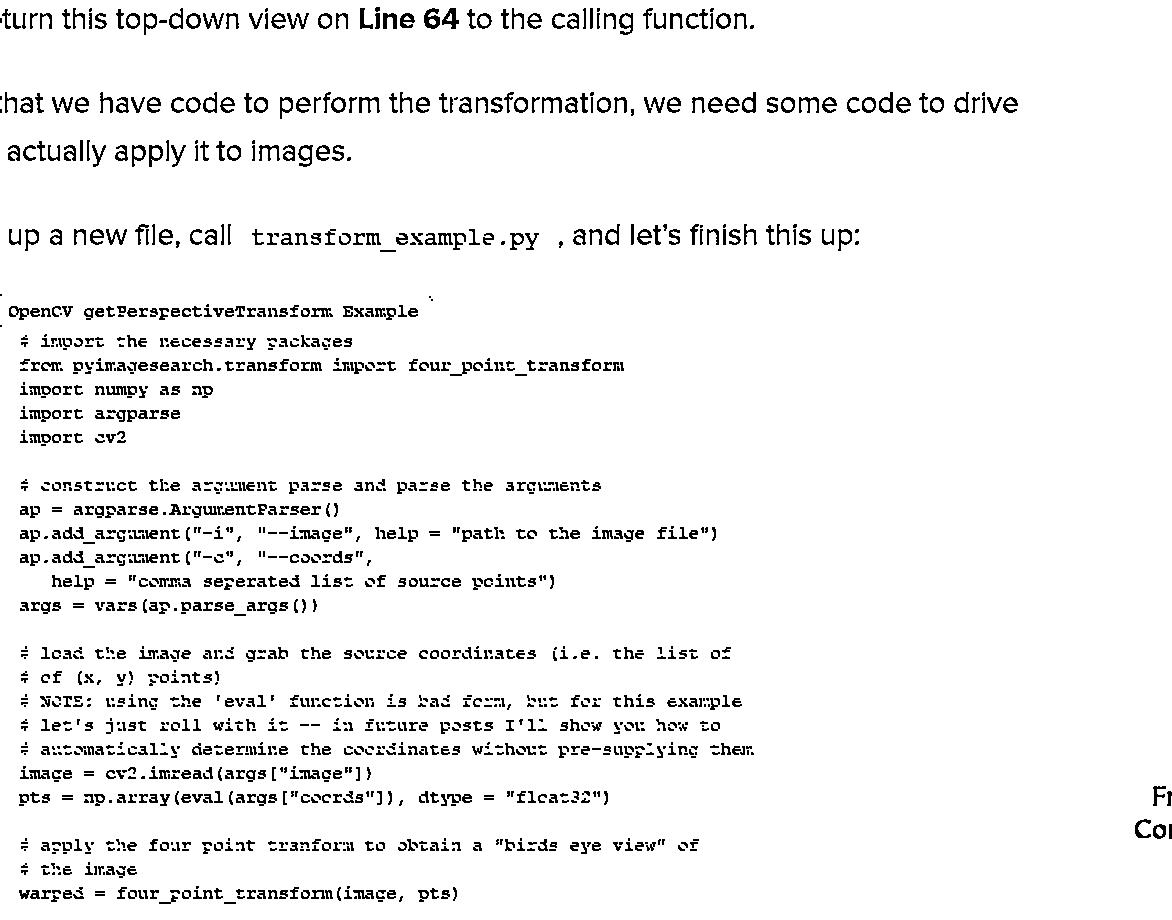 turn this top-down view on Line 64 to the calling function.
that we have code to perform the transformation, we need some code to drive
actually apply it to images.
up a new file, call transform_example.py , and let's finish this up:
OpenCV getPerspectiveTransform Example
# import the necessary packages
from pyimagesearch.transform import four_point_transform
import numpy as np
import argparse
import cv2
# construct the argument parse and parse the arguments
ap = argparse.ArgumentParser()
ap.add_argument("-i", "--image", help = "path to the image file")
ap.add_argument("-c", "--coords",
help = "comma seperated list of source points")
args = vars(ap.parse_args())
# load the image and grab the source coordinates (i.e. the list of
# of (x, y) points)
# NOTE: using the 'eval' function is bad form, but for this example
# let's just roll with it -- in future posts I'll show you how to
# automatically determine the coordinates without pre-supplying them
image = cv2.imread(args["image"])
pts = np.array(eval(args["coords"]), dtype = "float32")
# apply the four point tranform to obtain a "birds eye view" of
# the image
warped = four_point_transform(image, pts)